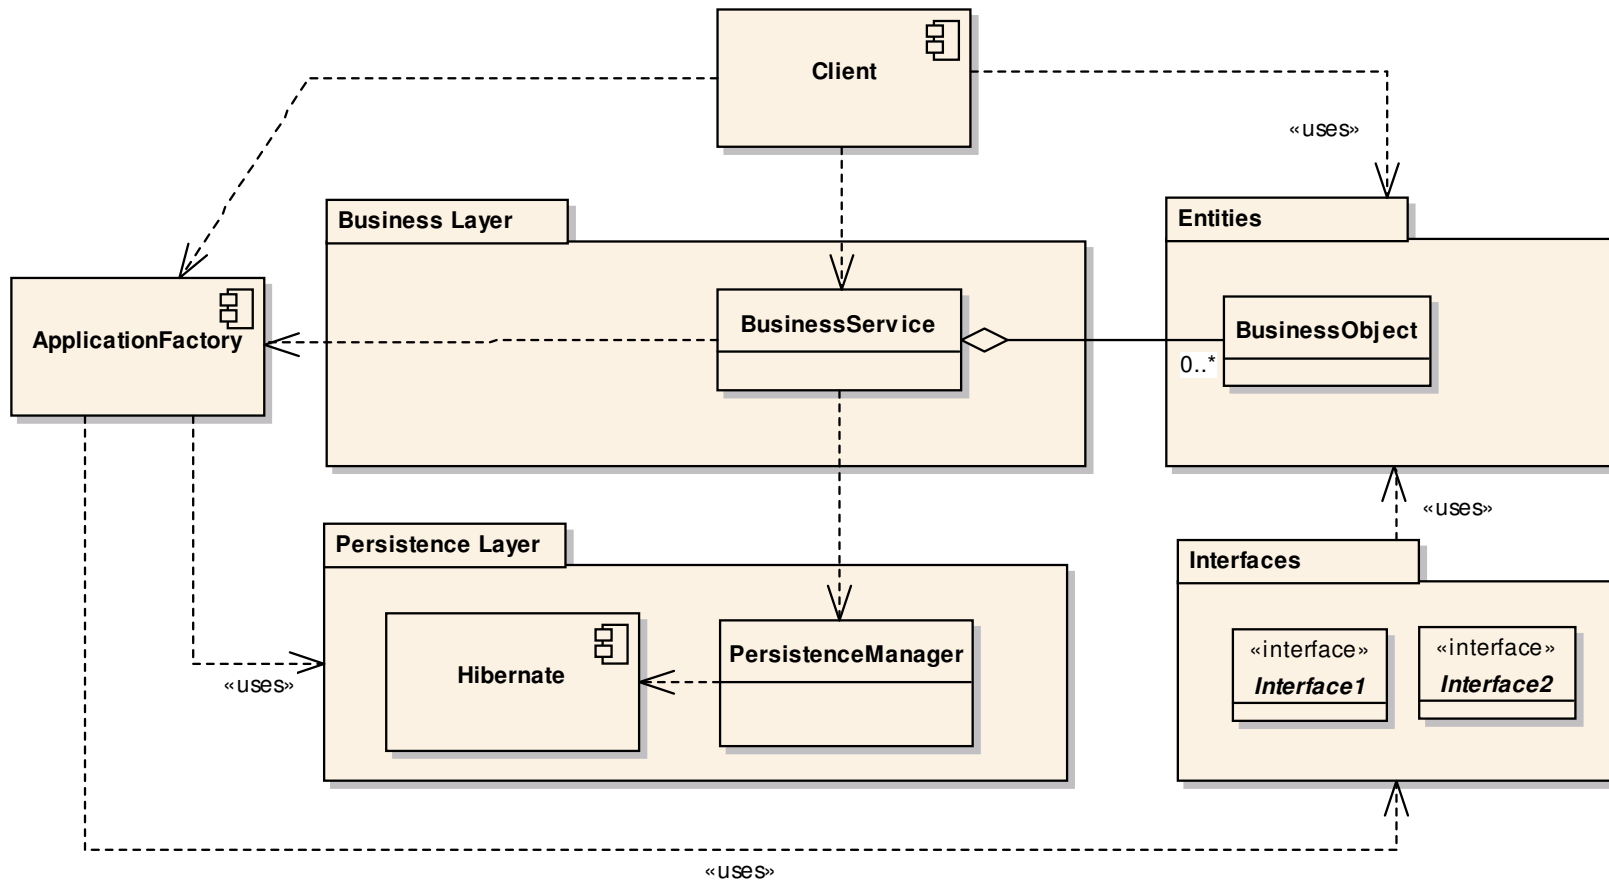 Client
«uses»
Business Layer
Entities
BusinessService
BusinessObject
ApplicationFactory
0..*
«uses»
Persistence Layer
Interfaces
«interface»
Interface1
«interface»
Interface2
PersistenceManager
Hibernate
«uses»
«uses»